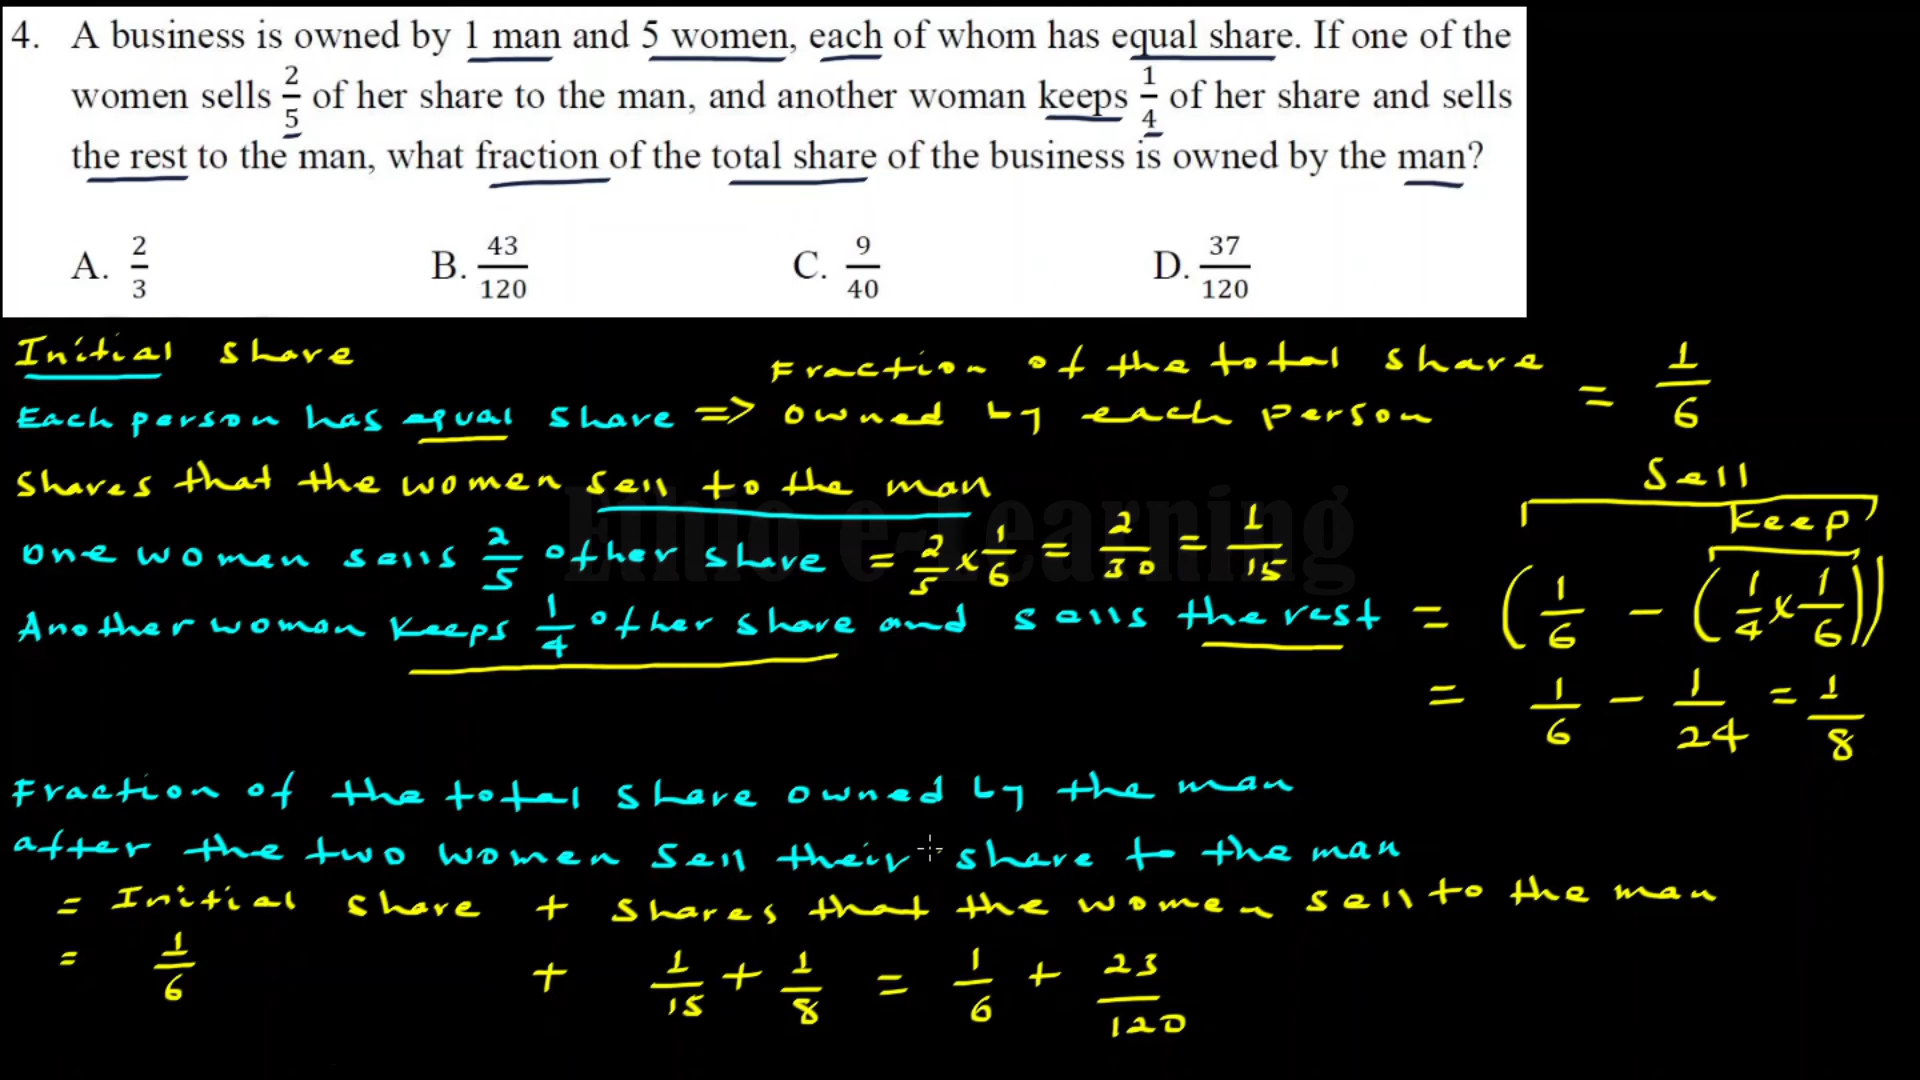 4. A business is owned by 1 man and 5 women, each of whom has equal share. If one of the
women sells 2/5 of her share to the man, and another woman keeps 1/4 of her share and sells
the rest to the man, what fraction of the total share of the business is owned by the man?
A. 2/3 B. 43/120 C. 9/40 D. 37/120
Initial share
Fraction of the total share
Each person has equal share => owned by each person = 1/6
Shares that the women sell to the man
Sell
Keep
One women sells 2/5 of her share = 2/5 x 1/6 = 2/30 = 1/15
Another woman keeps 1/4 of her share and sells the rest = (1/6 - (1/4 x 1/6))
= 1/6 - 1/24 = 1/8
Ethio e-Learning
Fraction of the total share owned by the man
after the two women sell their share to the man
= Initial share + shares that the women sell to the man
= 1/6 + 1/15 + 1/8 = 1/6 + 23/120